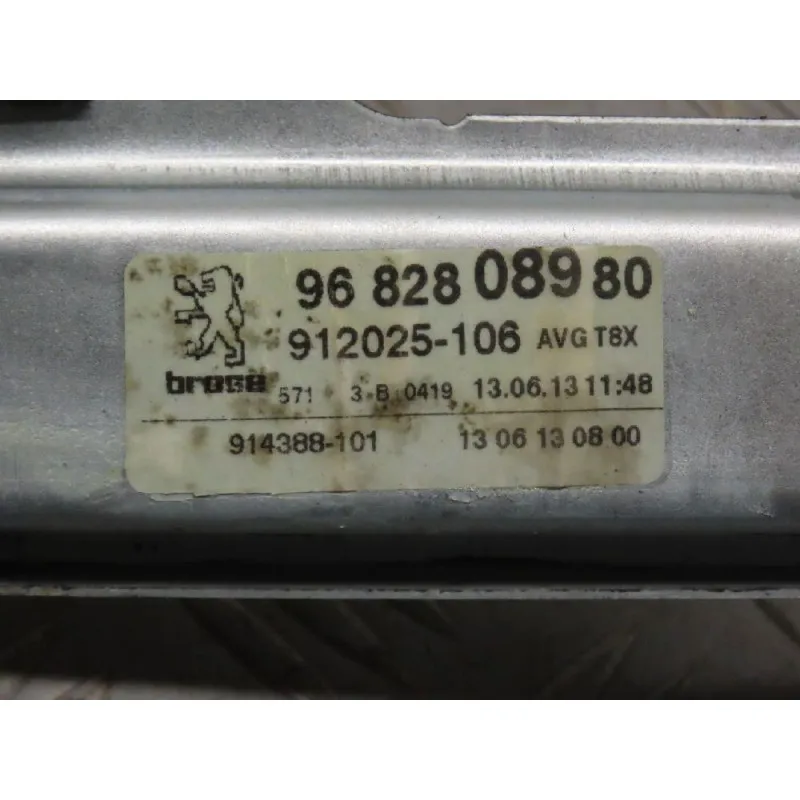 96 828 089 80
912025-106 AVG T8X
brose 571 3 B 0419 13.06.13 11:48
914388-101 13 06 13 08 00